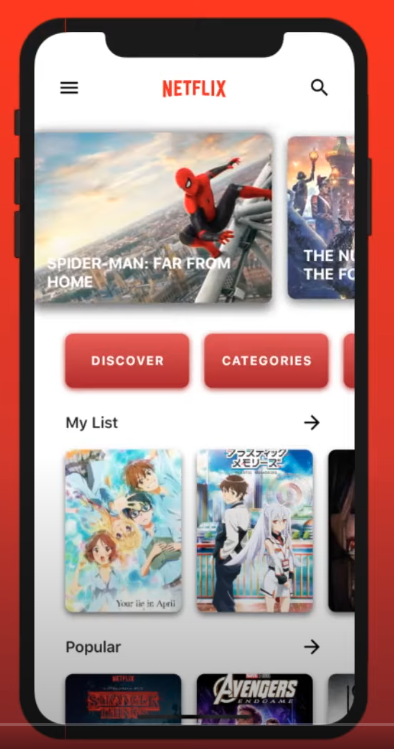 NETFLIX
SPIDER-MAN: FAR FROM
HOME
THE NU
THE FO
DISCOVER
CATEGORIES
My List
プラスティック
メモリーズ
Your lie in April
Popular
NETFLIX
STRANGER
THINGS
AVENGERS
ENDGAME